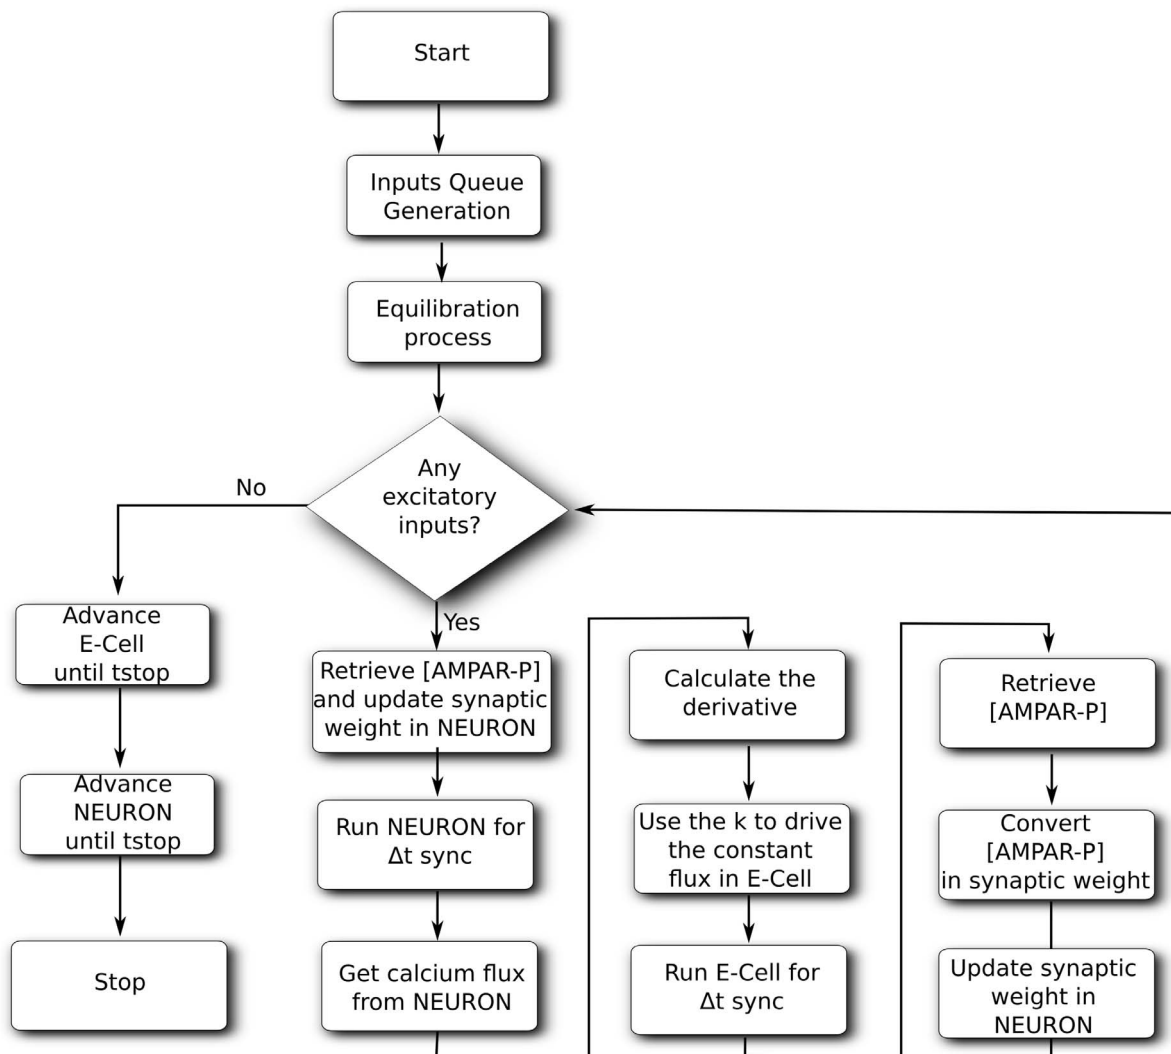 Start
Inputs Queue
Generation
Equilibration
process
Any
excitatory
inputs?
No
Yes
Advance
E-Cell
until tstop
Advance
NEURON
until tstop
Stop
Retrieve [AMPAR-P]
and update synaptic
weight in NEURON
Run NEURON for
Δt sync
Get calcium flux
from NEURON
Calculate the
derivative
Use the k to drive
the constant
flux in E-Cell
Run E-Cell for
Δt sync
Retrieve
[AMPAR-P]
Convert
[AMPAR-P]
in synaptic weight
Update synaptic
weight in
NEURON